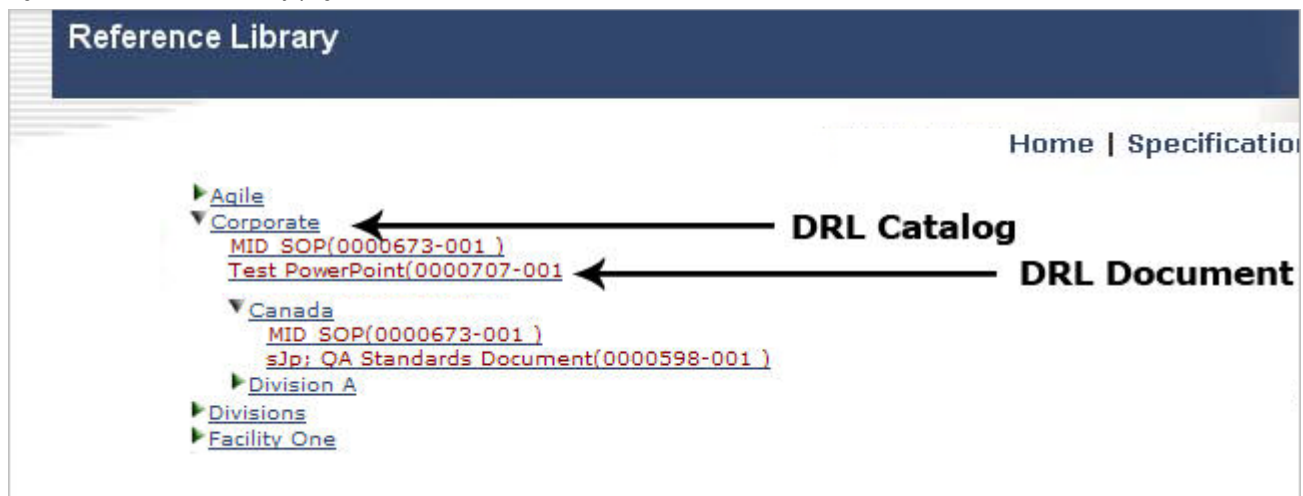 Reference Library
Home | Specification
Agile
Corporate
DRL Catalog
MID SOP(0000673-001 )
Test PowerPoint(0000707-001
DRL Document
Canada
MID SOP(0000673-001 )
sJp; QA Standards Document(0000598-001 )
Division A
Divisions
Facility One